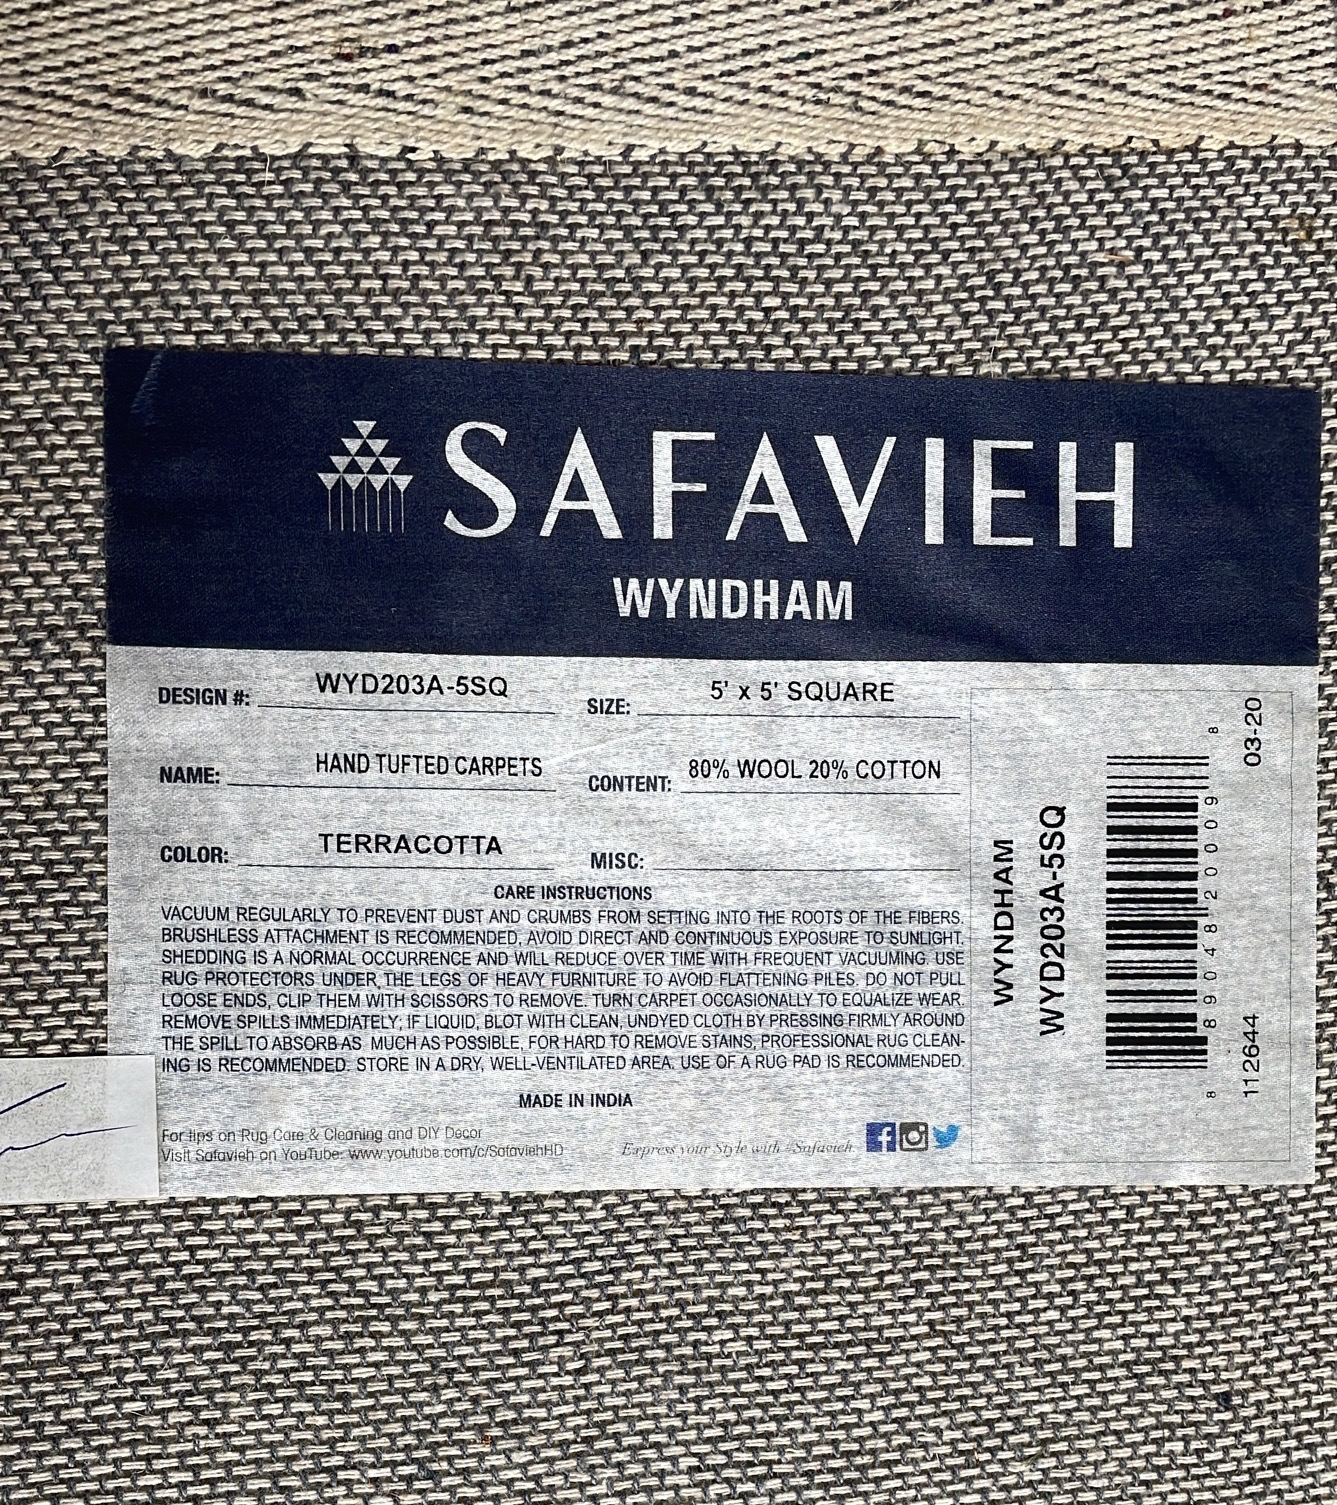 SAFAVIEH
WYNDHAM
DESIGN #: WYD203A-5SQ
SIZE: 5' x 5' SQUARE
NAME: HAND TUFTED CARPETS
CONTENT: 80% WOOL 20% COTTON
COLOR: TERRACOTTA
MISC:
CARE INSTRUCTIONS
VACUUM REGULARLY TO PREVENT DUST AND CRUMBS FROM SETTING INTO THE ROOTS OF THE FIBERS.
BRUSHLESS ATTACHMENT IS RECOMMENDED, AVOID DIRECT AND CONTINUOUS EXPOSURE TO SUNLIGHT.
SHEDDING IS A NORMAL OCCURRENCE AND WILL REDUCE OVER TIME WITH FREQUENT VACUUMING. USE
RUG PROTECTORS UNDER THE LEGS OF HEAVY FURNITURE TO AVOID FLATTENING PILES. DO NOT PULL
LOOSE ENDS, CLIP THEM WITH SCISSORS TO REMOVE. TURN CARPET OCCASIONALLY TO EQUALIZE WEAR.
REMOVE SPILLS IMMEDIATELY; IF LIQUID, BLOT WITH CLEAN, UNDYED CLOTH BY PRESSING FIRMLY AROUND
THE SPILL TO ABSORB AS MUCH AS POSSIBLE, FOR HARD TO REMOVE STAINS, PROFESSIONAL RUG CLEAN-
ING IS RECOMMENDED. STORE IN A DRY, WELL-VENTILATED AREA. USE OF A RUG PAD IS RECOMMENDED.
MADE IN INDIA
For tips on Rug Care & Cleaning and DIY Decor
Visit Safavieh on YouTube: www.youtube.com/c/SafaviehHD
Express your Style with #Safavieh
WYNDHAM
WYD203A-5SQ
8 89048 20009 8
112644 03-20